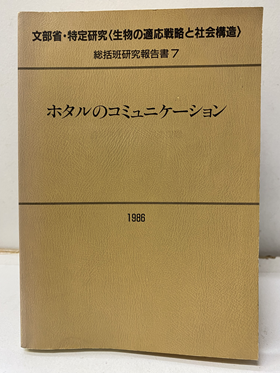 文部省・特定研究〈生物の適応戦略と社会構造〉
総括班研究報告書7
ホタルのコミュニケーション
1986